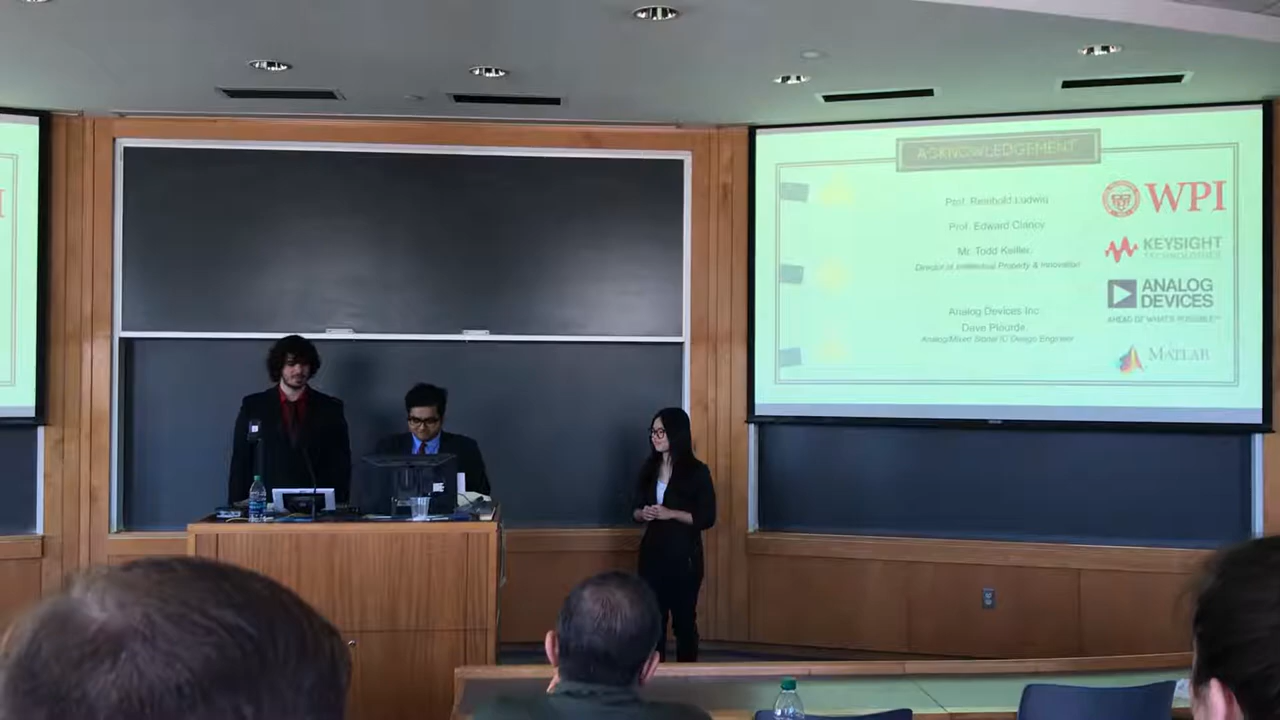 ACKNOWLEDGEMENT
Prof. Reinhold Ludwig
Prof. Edward Clancy
Mr. Todd Keiller
Director of Intellectual Property & Innovation
Analog Devices Inc.
Dave Plourde
Analog/Mixed Signal IC Design Engineer
WPI
KEYSIGHT
TECHNOLOGIES
ANALOG
DEVICES
AHEAD OF WHAT'S POSSIBLE™
MATLAB